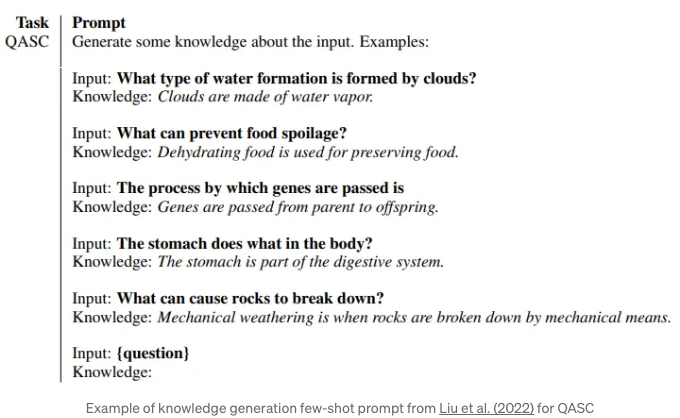 Task Prompt
QASC Generate some knowledge about the input. Examples:
Input: What type of water formation is formed by clouds?
Knowledge: Clouds are made of water vapor.
Input: What can prevent food spoilage?
Knowledge: Dehydrating food is used for preserving food.
Input: The process by which genes are passed is
Knowledge: Genes are passed from parent to offspring.
Input: The stomach does what in the body?
Knowledge: The stomach is part of the digestive system.
Input: What can cause rocks to break down?
Knowledge: Mechanical weathering is when rocks are broken down by mechanical means.
Input: {question}
Knowledge:
Example of knowledge generation few-shot prompt from Liu et al. (2022) for QASC